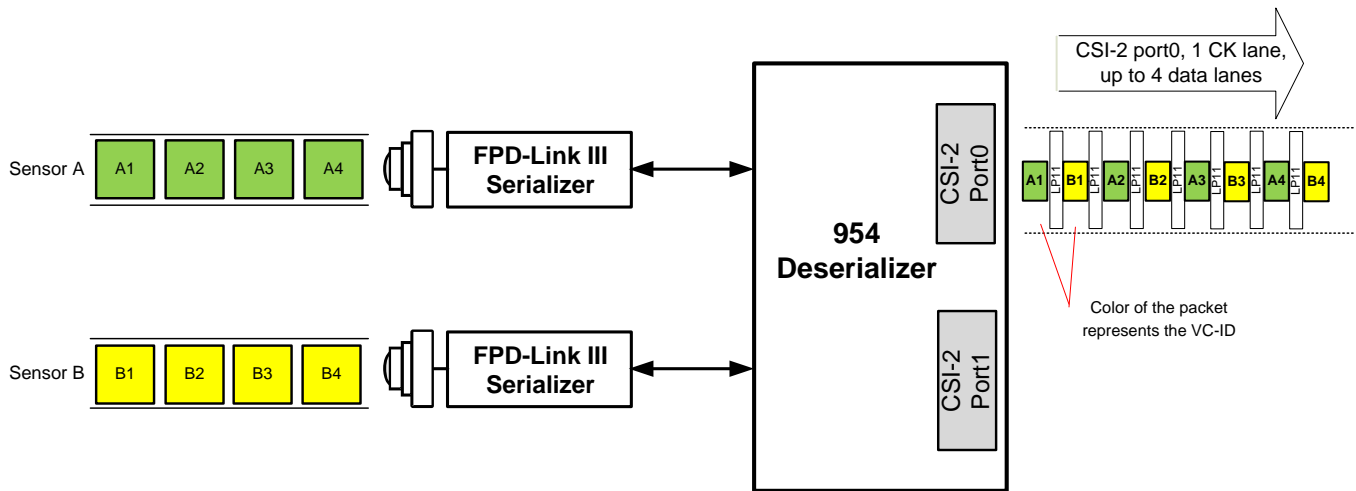 CSI-2 port0, 1 CK lane,
up to 4 data lanes
Sensor A
A1
A2
A3
A4
FPD-Link III
Serializer
954
Deserializer
CSI-2
Port0
A1
LP11
B1
LP11
A2
LP11
B2
LP11
A3
LP11
B3
LP11
A4
LP11
B4
Color of the packet
represents the VC-ID
Sensor B
B1
B2
B3
B4
FPD-Link III
Serializer
CSI-2
Port1